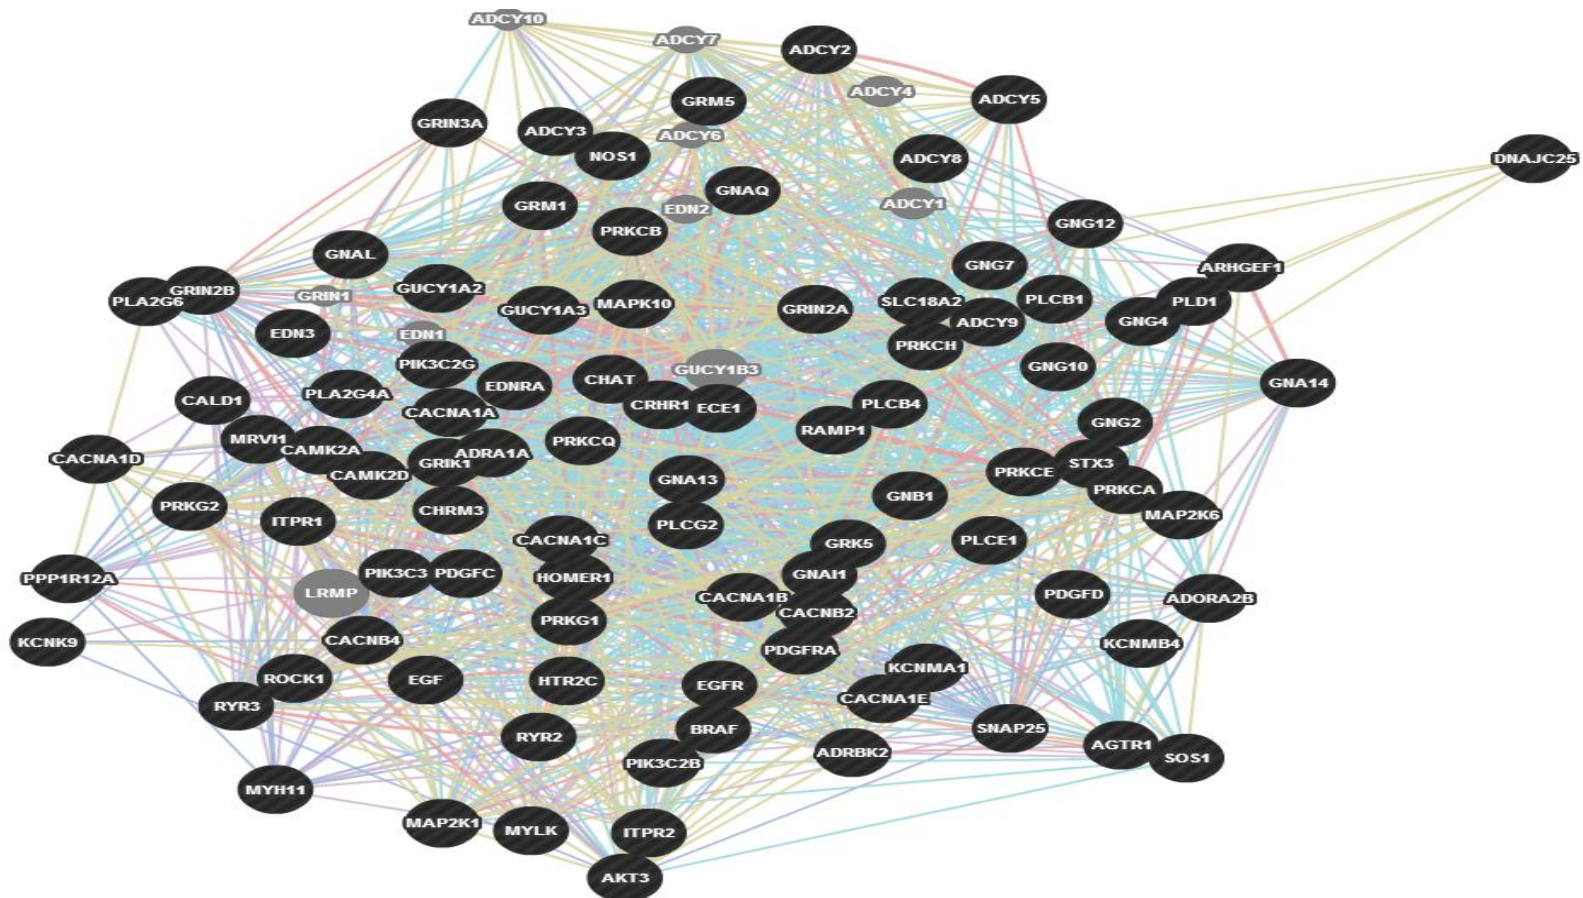 ADCY10
ADCY7
ADCY2
ADCY4
ADCY5
GRM5
GRIN3A
ADCY3
ADCY6
NOS1
ADCY8
DNAJC25
GNAQ
GRM1
EDN2
ADCY1
GNG12
PRKCB
GNAL
GNG7
ARHGEF1
GUCY1A2
GRIN2B
PLA2G6
GRIN1
GUCY1A3
MAPK10
GRIN2A
SLC18A2
PLCB1
PLD1
EDN3
EDN1
ADCY9
GNG4
PRKCH
PIK3C2G
GUCY1B3
GNG10
GNA14
PLA2G4A
EDNRA
CHAT
CALD1
CACNA1A
CRHR1
ECE1
PLCB4
GNG2
RAMP1
MRVI1
CAMK2A
PRKCQ
CACNA1D
GRIK1
ADRA1A
STX3
CAMK2D
PRKCE
GNA13
PRKCA
GNB1
PRKG2
CHRM3
ITPR1
MAP2K6
PLCG2
CACNA1C
GRK5
PLCE1
PPP1R12A
PIK3C3
PDGFC
HOMER1
GNAI1
LRMP
CACNA1B
PDGFD
ADORA2B
CACNB2
PRKG1
KCNK9
CACNB4
KCNMB4
PDGFRA
KCNMA1
ROCK1
EGF
HTR2C
EGFR
CACNA1E
RYR3
BRAF
SNAP25
RYR2
AGTR1
ADRBK2
SOS1
PIK3C2B
MYH11
MAP2K1
MYLK
ITPR2
AKT3